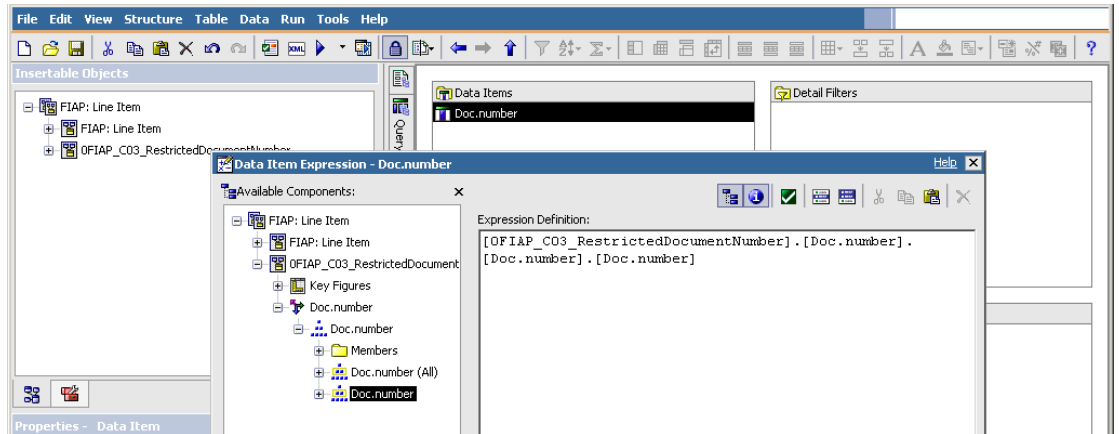 File Edit View Structure Table Data Run Tools Help
Insertable Objects
FIAP: Line Item
FIAP: Line Item
0FIAP_C03_RestrictedDocumentNumber
Query
Data Items
Doc.number
Detail Filters
Data Item Expression - Doc.number
Help
Available Components:
FIAP: Line Item
FIAP: Line Item
0FIAP_C03_RestrictedDocument
Key Figures
Doc.number
Doc.number
Members
Doc.number (All)
Doc.number
Expression Definition:
[0FIAP_C03_RestrictedDocumentNumber].[Doc.number].
[Doc.number].[Doc.number]
Properties - Data Item